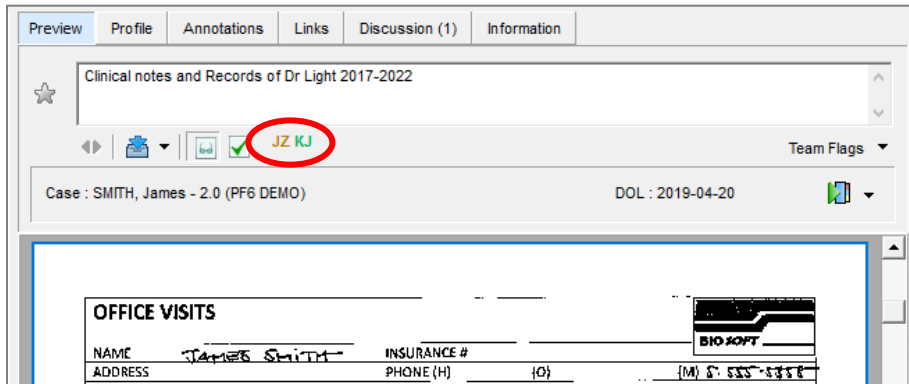 Preview Profile Annotations Links Discussion (1) Information
Clinical notes and Records of Dr Light 2017-2022
JZ KJ Team Flags
Case : SMITH, James - 2.0 (PF6 DEMO) DOL : 2019-04-20
OFFICE VISITS
BIOSOFT
NAME JAMES SMITH INSURANCE #
ADDRESS PHONE (H) (O) (M)